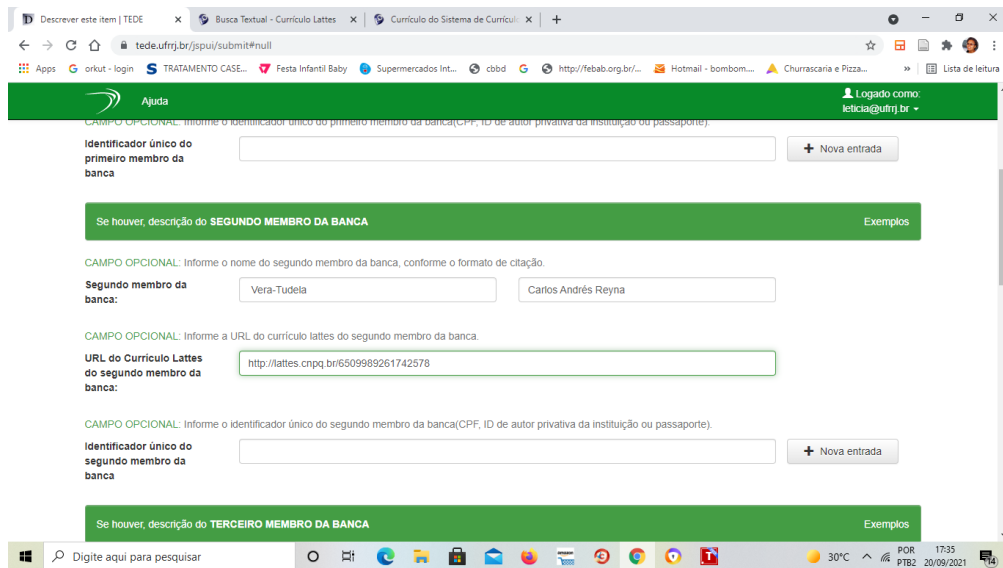 Descrever este item | TEDE
Busca Textual - Currículo Lattes
Currículo do Sistema de Currícul
tede.ufrrj.br/jspui/submit#null
Apps
orkut - login
TRATAMENTO CASE...
Festa Infantil Baby
Supermercados Int...
cbbd
http://febab.org.br/...
Hotmail - bombom....
Churrascaria e Pizza...
»
Lista de leitura
Ajuda
Logado como:
leticia@ufrrj.br
CAMPO OPCIONAL: Informe o identificador único do primeiro membro da banca(CPF, ID de autor privativa da instituição ou passaporte).
Identificador único do
primeiro membro da
banca
+ Nova entrada
Se houver, descrição do SEGUNDO MEMBRO DA BANCA
Exemplos
CAMPO OPCIONAL: Informe o nome do segundo membro da banca, conforme o formato de citação.
Segundo membro da
banca:
Vera-Tudela
Carlos Andrés Reyna
CAMPO OPCIONAL: Informe a URL do currículo lattes do segundo membro da banca.
URL do Curriculo Lattes
do segundo membro da
banca:
http://lattes.cnpq.br/6509989261742578
CAMPO OPCIONAL: Informe o identificador único do segundo membro da banca(CPF, ID de autor privativa da instituição ou passaporte).
Identificador único do
segundo membro da
banca
+ Nova entrada
Se houver, descrição do TERCEIRO MEMBRO DA BANCA
Exemplos
Digite aqui para pesquisar
30°C
POR
PTB2
17:35
20/09/2021
14